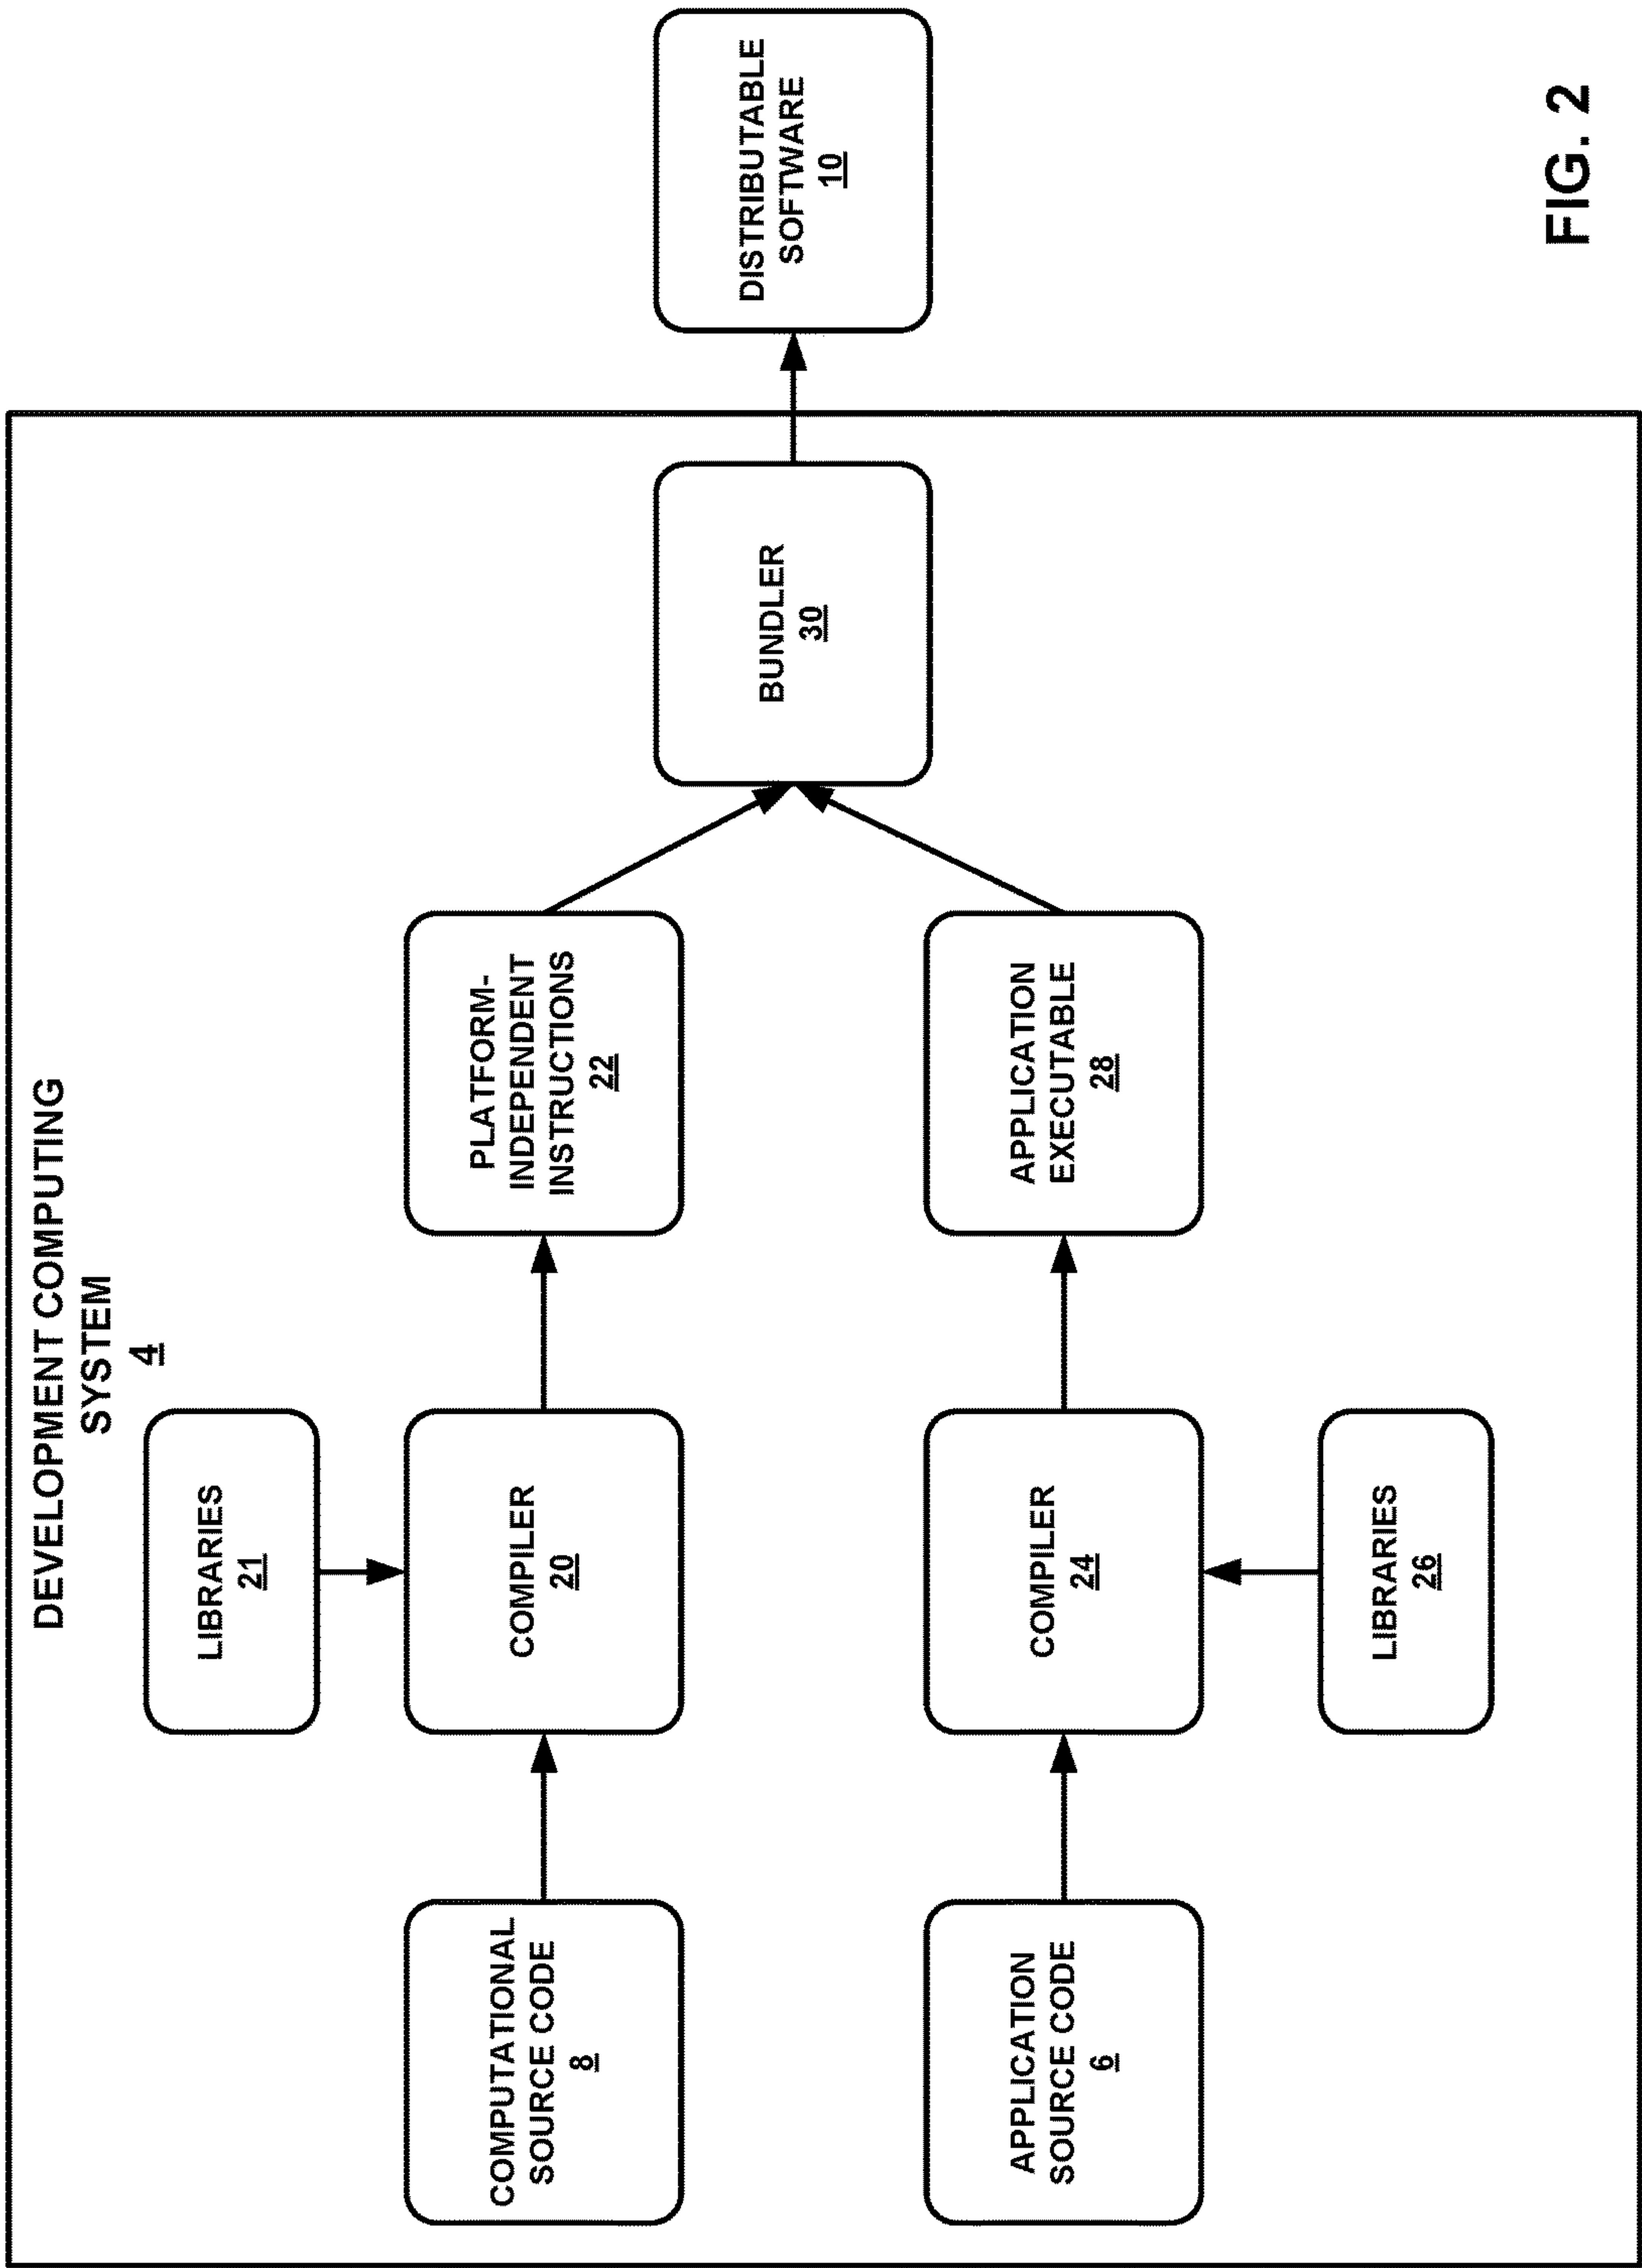 DEVELOPMENT COMPUTING
SYSTEM
4
LIBRARIES
21
COMPUTATIONAL
SOURCE CODE
8
COMPILER
20
PLATFORM-
INDEPENDENT
INSTRUCTIONS
22
BUNDLER
30
DISTRIBUTABLE
SOFTWARE
10
APPLICATION
SOURCE CODE
6
COMPILER
24
APPLICATION
EXECUTABLE
28
LIBRARIES
26
FIG. 2